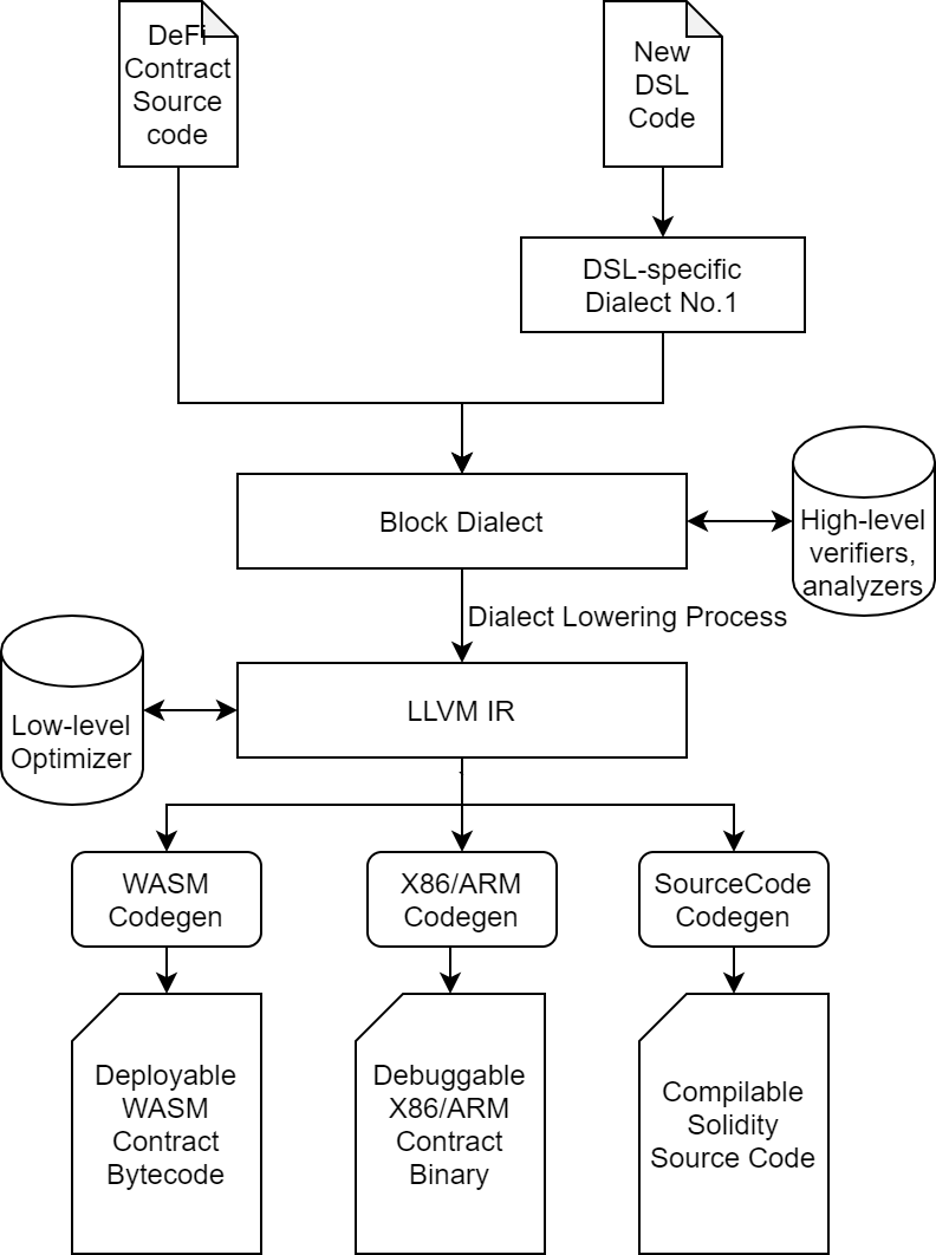 DeFi
Contract
Source
code
New
DSL
Code
DSL-specific
Dialect No.1
Block Dialect
High-level
verifiers,
analyzers
Dialect Lowering Process
LLVM IR
Low-level
Optimizer
WASM
Codegen
X86/ARM
Codegen
SourceCode
Codegen
Deployable
WASM
Contract
Bytecode
Debuggable
X86/ARM
Contract
Binary
Compilable
Solidity
Source Code